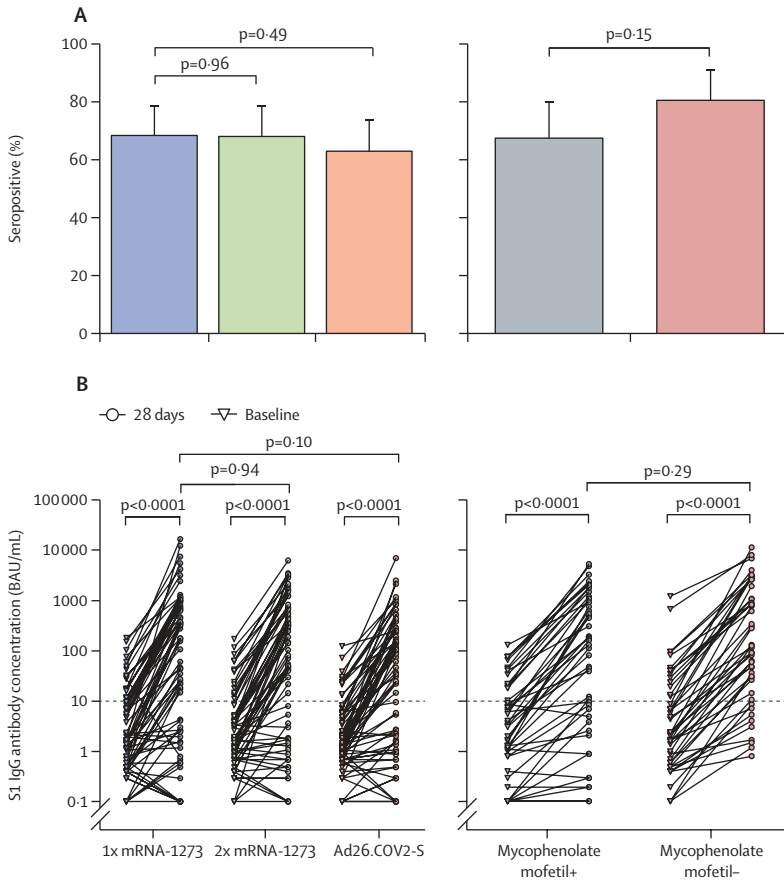 A
p=0·49
p=0·96
p=0·15
100
80
60
40
20
0
Seropositive (%)
B
28 days
Baseline
p=0·10
p=0·94
p=0·29
p<0·0001 p<0·0001 p<0·0001 p<0·0001 p<0·0001
100 000
10 000
1000
100
10
1
0·1
S1 IgG antibody concentration (BAU/mL)
1x mRNA-1273 2x mRNA-1273 Ad26.COV2-S
Mycophenolate
mofetil+
Mycophenolate
mofetil–